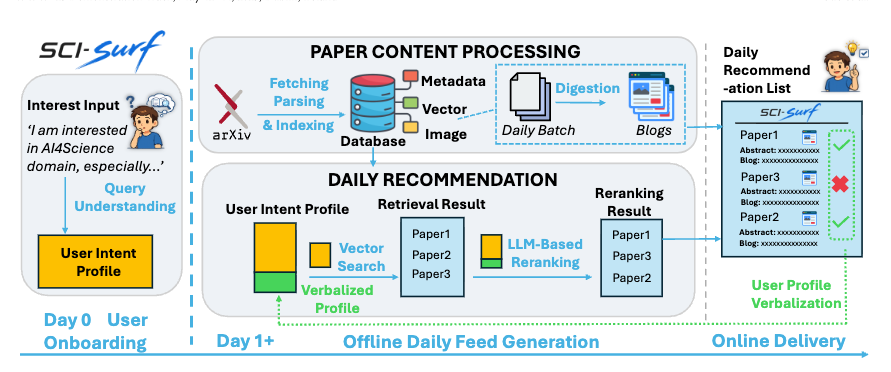 SCI-Surf
Interest Input
'I am interested
in AI4Science
domain, especially...'
Query
Understanding
User Intent
Profile
Day 0 User
Onboarding
PAPER CONTENT PROCESSING
arXiv
Fetching
Parsing
& Indexing
Database
Metadata
Vector
Image
Daily Batch
Digestion
Blogs
DAILY RECOMMENDATION
User Intent Profile
Verbalized
Profile
Vector
Search
Retrieval Result
Paper1
Paper2
Paper3
LLM-Based
Reranking
Reranking
Result
Paper1
Paper3
Paper2
Day 1+
Offline Daily Feed Generation
Daily
Recommend
-ation List
SCI-Surf
Paper1
Abstract: xxxxxxxxxxx
Blog: xxxxxxxxxxxxxx
Paper3
Abstract: xxxxxxxxxxx
Blog: xxxxxxxxxxxxxx
Paper2
Abstract: xxxxxxxxxxx
Blog: xxxxxxxxxxxxxx
User Profile
Verbalization
Online Delivery